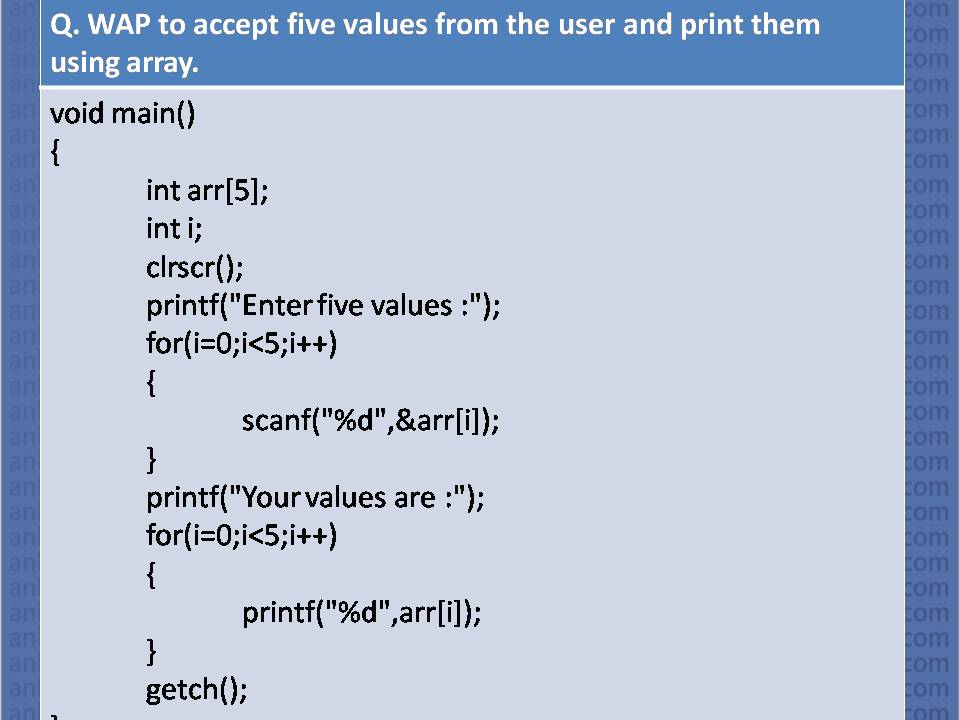 Q. WAP to accept five values from the user and print them
using array.
void main()
{
int arr[5];
int i;
clrscr();
printf("Enter five values :");
for(i=0;i<5;i++)
{
scanf("%d",&arr[i]);
}
printf("Your values are :");
for(i=0;i<5;i++)
{
printf("%d",arr[i]);
}
getch();
}